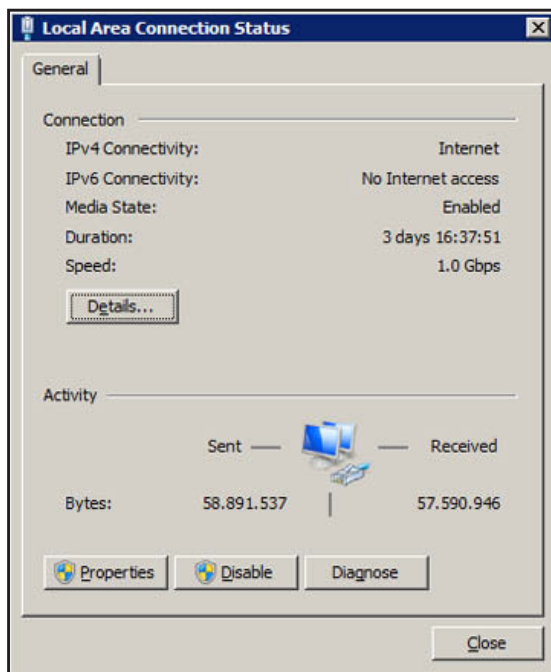 Local Area Connection Status
General
Connection
IPv4 Connectivity: Internet
IPv6 Connectivity: No Internet access
Media State: Enabled
Duration: 3 days 16:37:51
Speed: 1.0 Gbps
Details...
Activity
Sent — — Received
Bytes: 58.891.537 | 57.590.946
Properties Disable Diagnose
Close